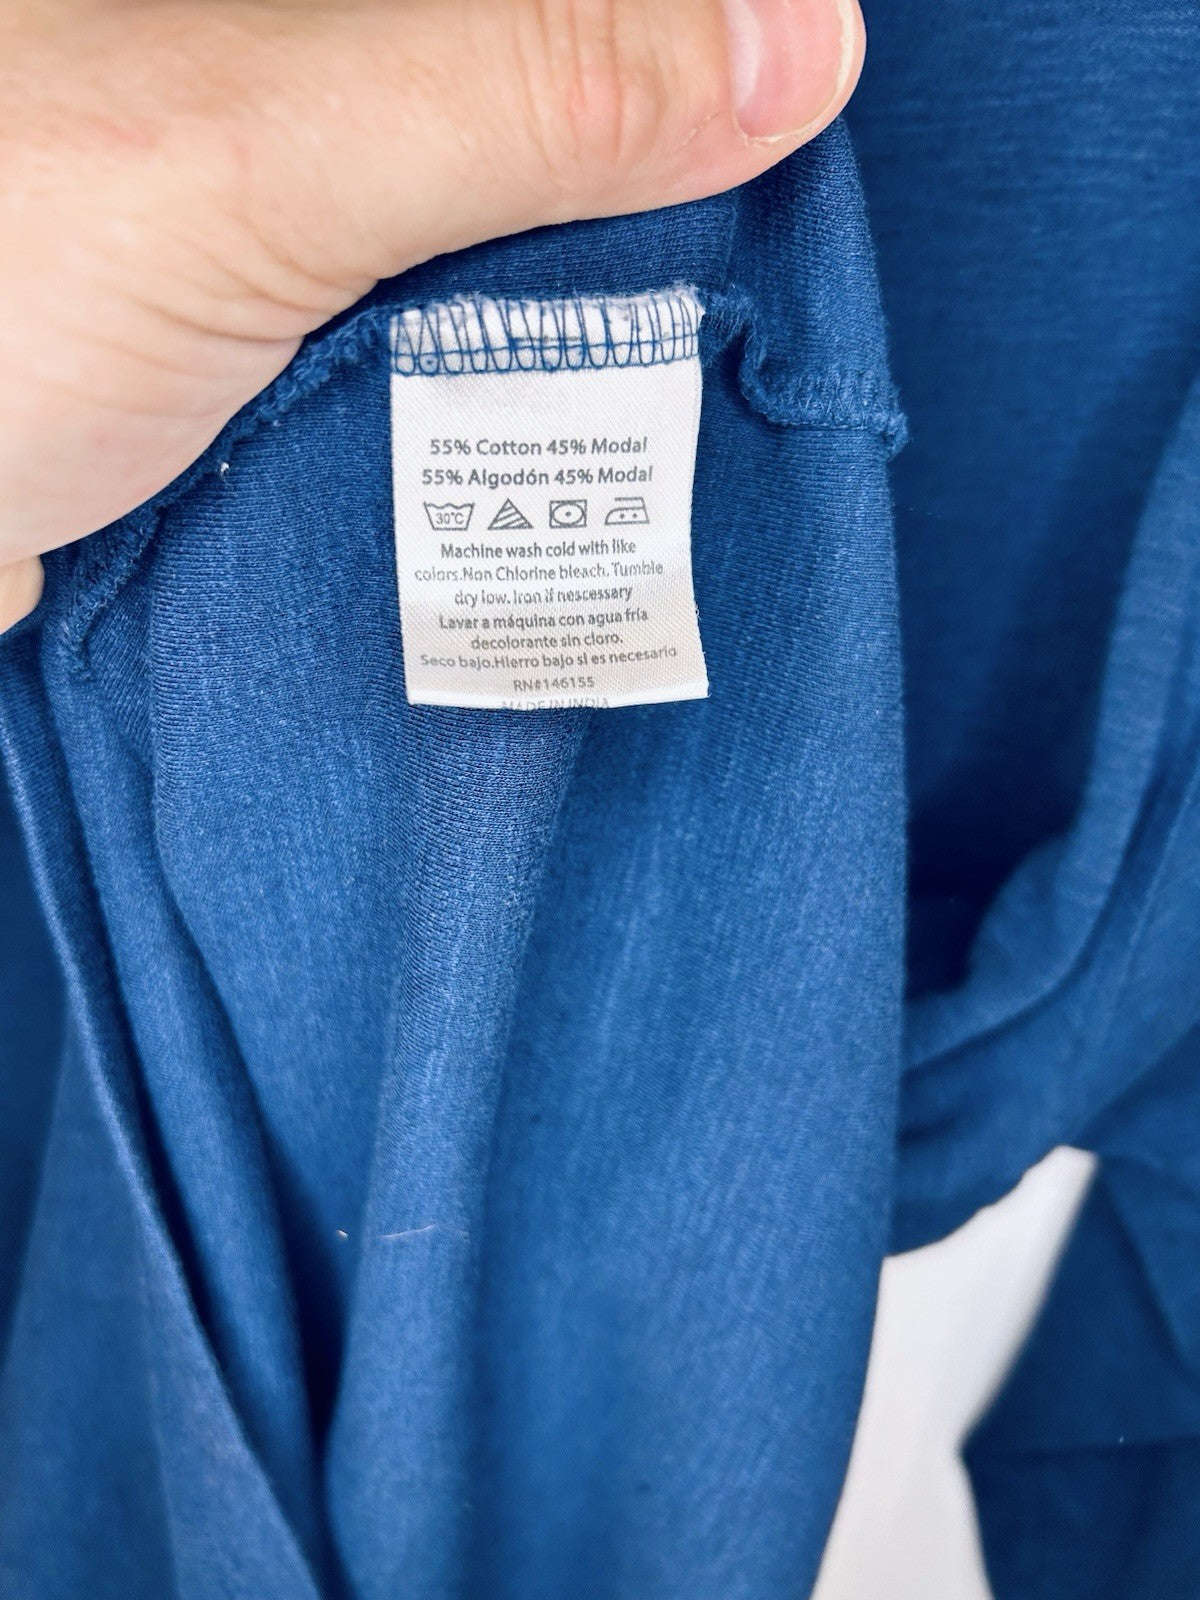 55% Cotton 45% Modal
55% Algodón 45% Modal
30°C
Machine wash cold with like
colors.Non Chlorine bleach. Tumble
dry low. Iron if nescessary
Lavar a máquina con agua fría
decolorante sin cloro.
Seco bajo.Hierro bajo si es necesario
RN#146155
MADE IN INDIA